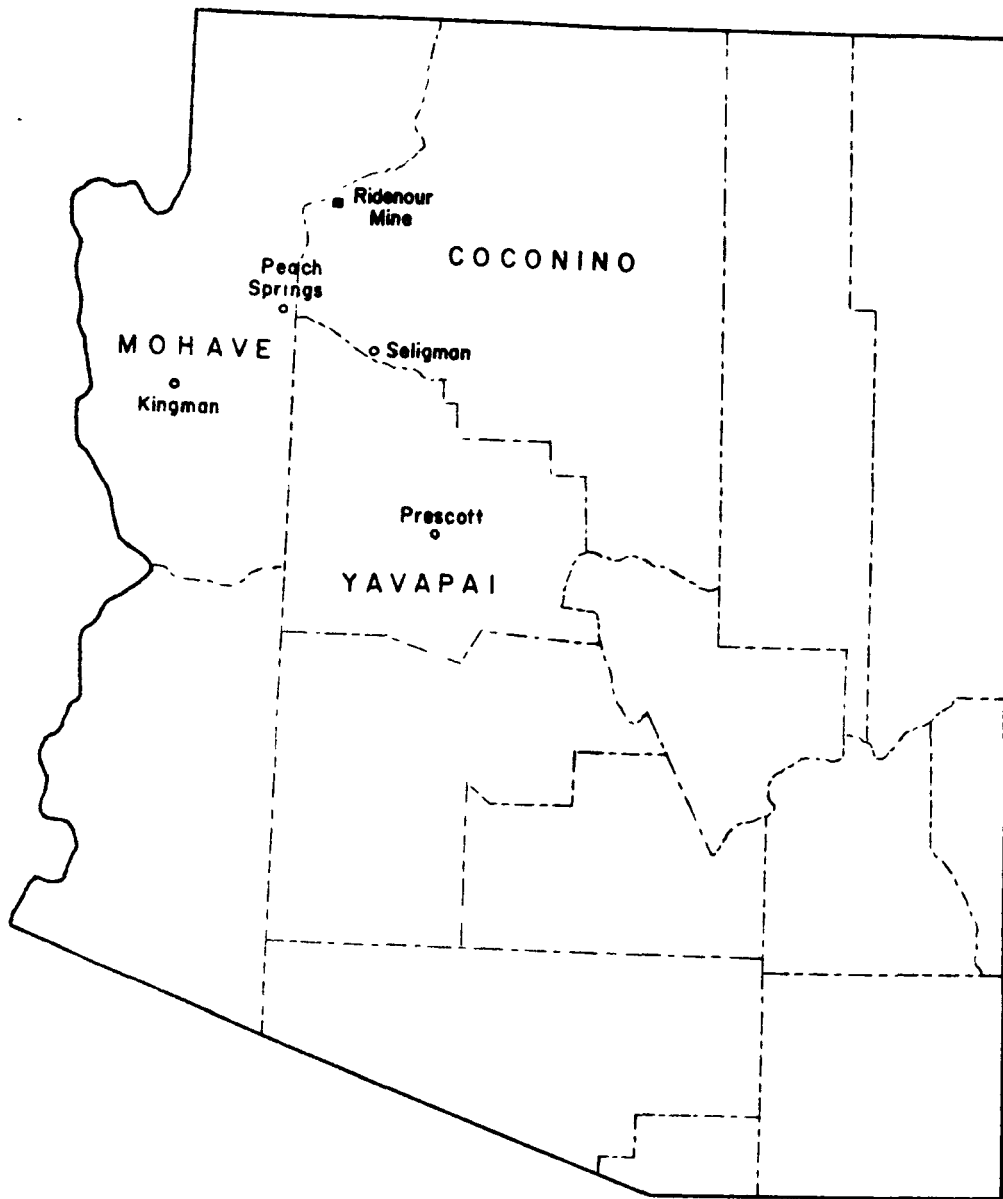 Ridenour
Mine
COCONINO
Peach
Springs
MOHAVE
Seligman
Kingman
Prescott
YAVAPAI